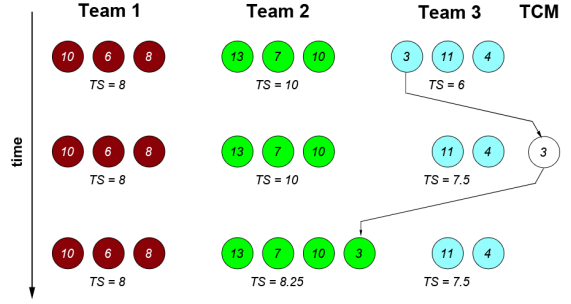 Team 1 Team 2 Team 3 TCM
10 6 8 13 7 10 3 11 4
TS = 8 TS = 10 TS = 6
time
10 6 8 13 7 10 11 4 3
TS = 8 TS = 10 TS = 7.5
10 6 8 13 7 10 3 11 4
TS = 8 TS = 8.25 TS = 7.5